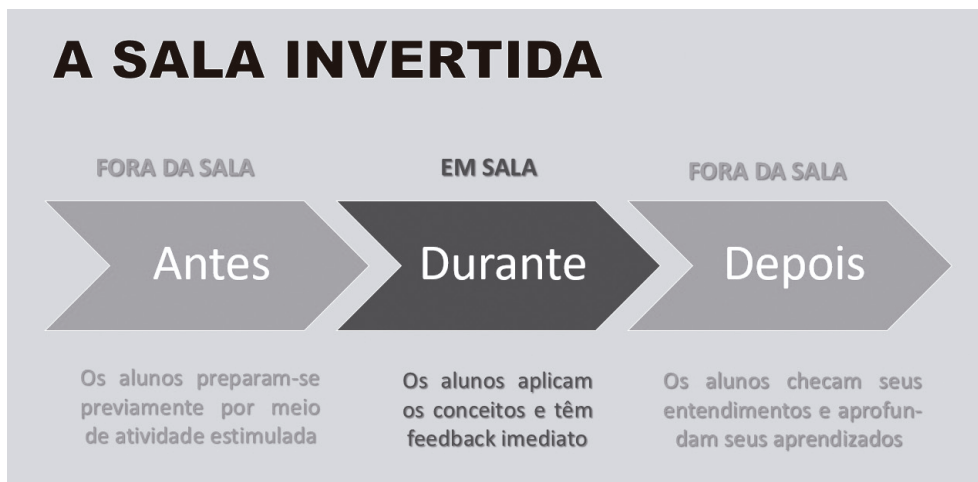 A SALA INVERTIDA
FORA DA SALA
Antes
Os alunos preparam-se
previamente por meio
de atividade estimulada
EM SALA
Durante
Os alunos aplicam
os conceitos e têm
feedback imediato
FORA DA SALA
Depois
Os alunos checam seus
entendimentos e aprofun-
dam seus aprendizados